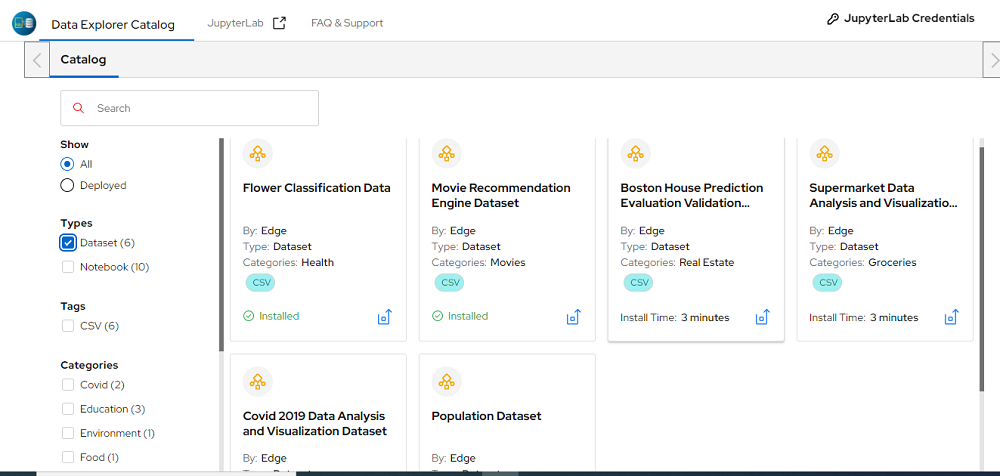 Data Explorer Catalog
JupyterLab
FAQ & Support
JupyterLab Credentials
Catalog
Search
Show
All
Deployed
Types
Dataset (6)
Notebook (10)
Tags
CSV (6)
Categories
Covid (2)
Education (3)
Environment (1)
Food (1)
Flower Classification Data
By: Edge
Type: Dataset
Categories: Health
CSV
Installed
Movie Recommendation
Engine Dataset
By: Edge
Type: Dataset
Categories: Movies
CSV
Installed
Boston House Prediction
Evaluation Validation...
By: Edge
Type: Dataset
Categories: Real Estate
CSV
Install Time: 3 minutes
Supermarket Data
Analysis and Visualizatio...
By: Edge
Type: Dataset
Categories: Groceries
CSV
Install Time: 3 minutes
Covid 2019 Data Analysis
and Visualization Dataset
By: Edge
Population Dataset
By: Edge